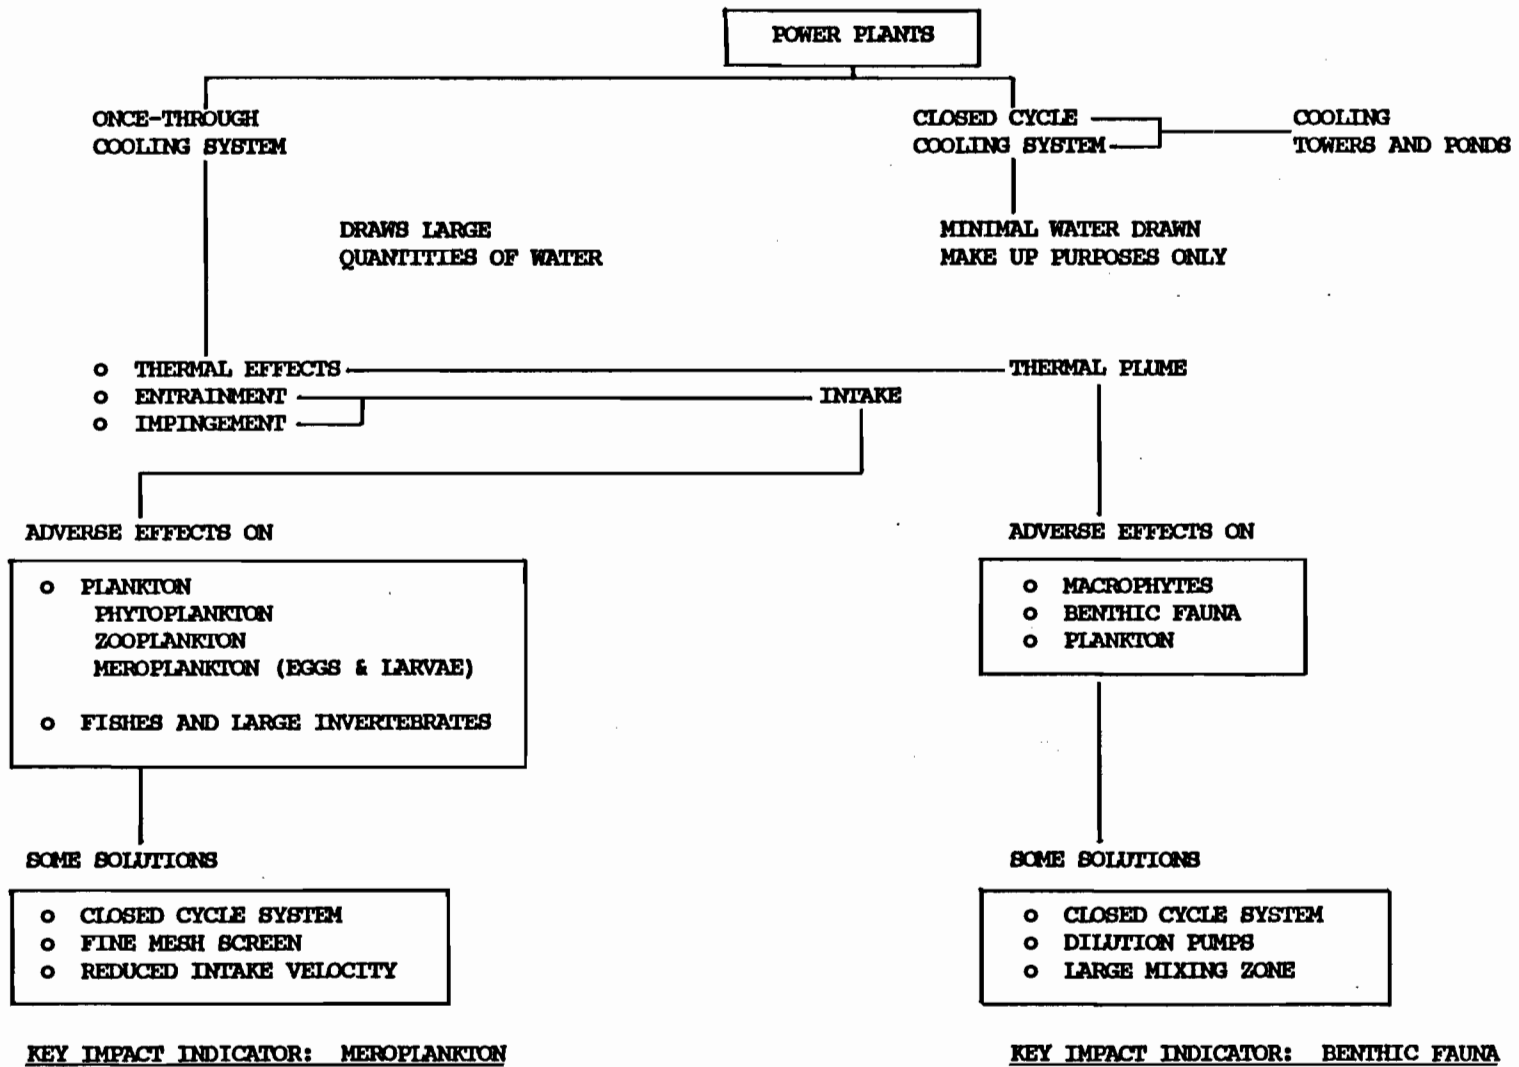 POWER PLANTS
ONCE-THROUGH
COOLING SYSTEM
CLOSED CYCLE
COOLING SYSTEM
COOLING
TOWERS AND PONDS
DRAWS LARGE
QUANTITIES OF WATER
MINIMAL WATER DRAWN
MAKE UP PURPOSES ONLY
o THERMAL EFFECTS
o ENTRAINMENT
o IMPINGEMENT
INTAKE
THERMAL PLUME
ADVERSE EFFECTS ON
o PLANKTON
PHYTOPLANKTON
ZOOPLANKTON
MEROPLANKTON (EGGS & LARVAE)
o FISHES AND LARGE INVERTEBRATES
SOME SOLUTIONS
o CLOSED CYCLE SYSTEM
o FINE MESH SCREEN
o REDUCED INTAKE VELOCITY
KEY IMPACT INDICATOR: MEROPLANKTON
ADVERSE EFFECTS ON
o MACROPHYTES
o BENTHIC FAUNA
o PLANKTON
SOME SOLUTIONS
o CLOSED CYCLE SYSTEM
o DILUTION PUMPS
o LARGE MIXING ZONE
KEY IMPACT INDICATOR: BENTHIC FAUNA